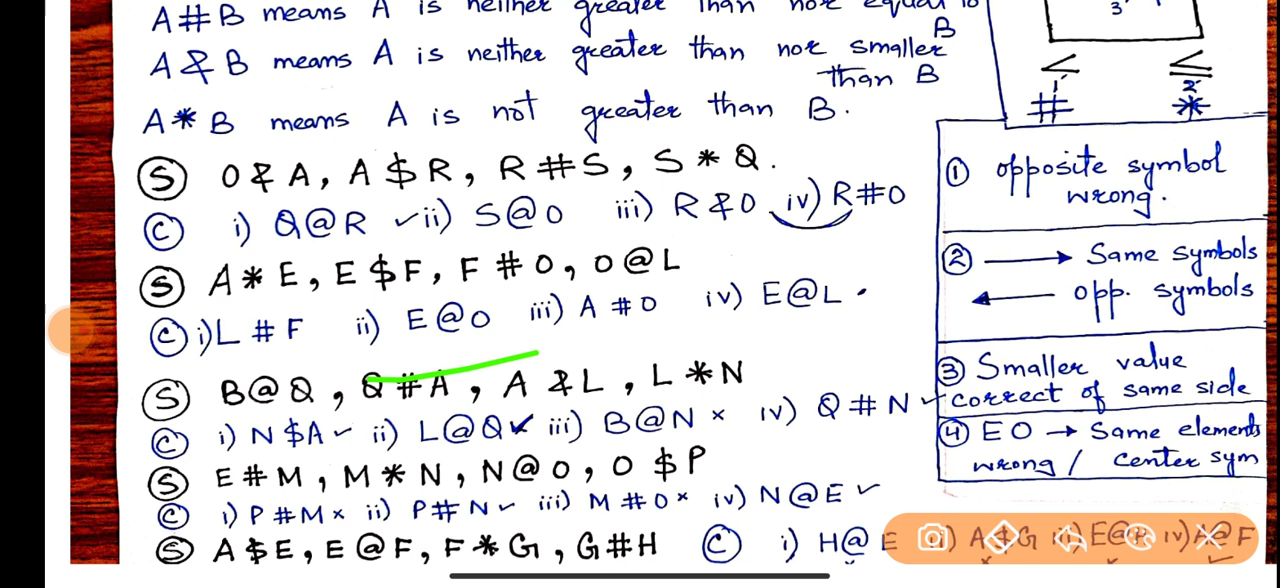 A # B means A is neither greater than nor equal to
B
A & B means A is neither greater than nor smaller
than B
A * B means A is not greater than B.
Ⓢ O & A, A $ R, R # S, S * Q.
Ⓒ i) Q @ R ✓ ii) S @ O iii) R & O iv) R # O
Ⓢ A * E, E $ F, F # O, O @ L
Ⓒ i) L # F ii) E @ O iii) A # O iv) E @ L .
Ⓢ B @ Q, Q # A, A & L, L * N
Ⓒ i) N $ A ✓ ii) L @ Q ✓ iii) B @ N × iv) Q # N ✓
Ⓢ E # M, M * N, N @ O, O $ P
Ⓒ i) P # M × ii) P # N ✓ iii) M # O × iv) N @ E ✓
Ⓢ A $ E, E @ F, F * G, G # H Ⓒ i) H @ E ii) A $ G iv) A @ F
3
< ≤
1 2
# *
① opposite symbol
wrong.
② → Same symbols
← opp. symbols
③ Smaller value
correct of same side
④ EO → Same elements
wrong / center sym